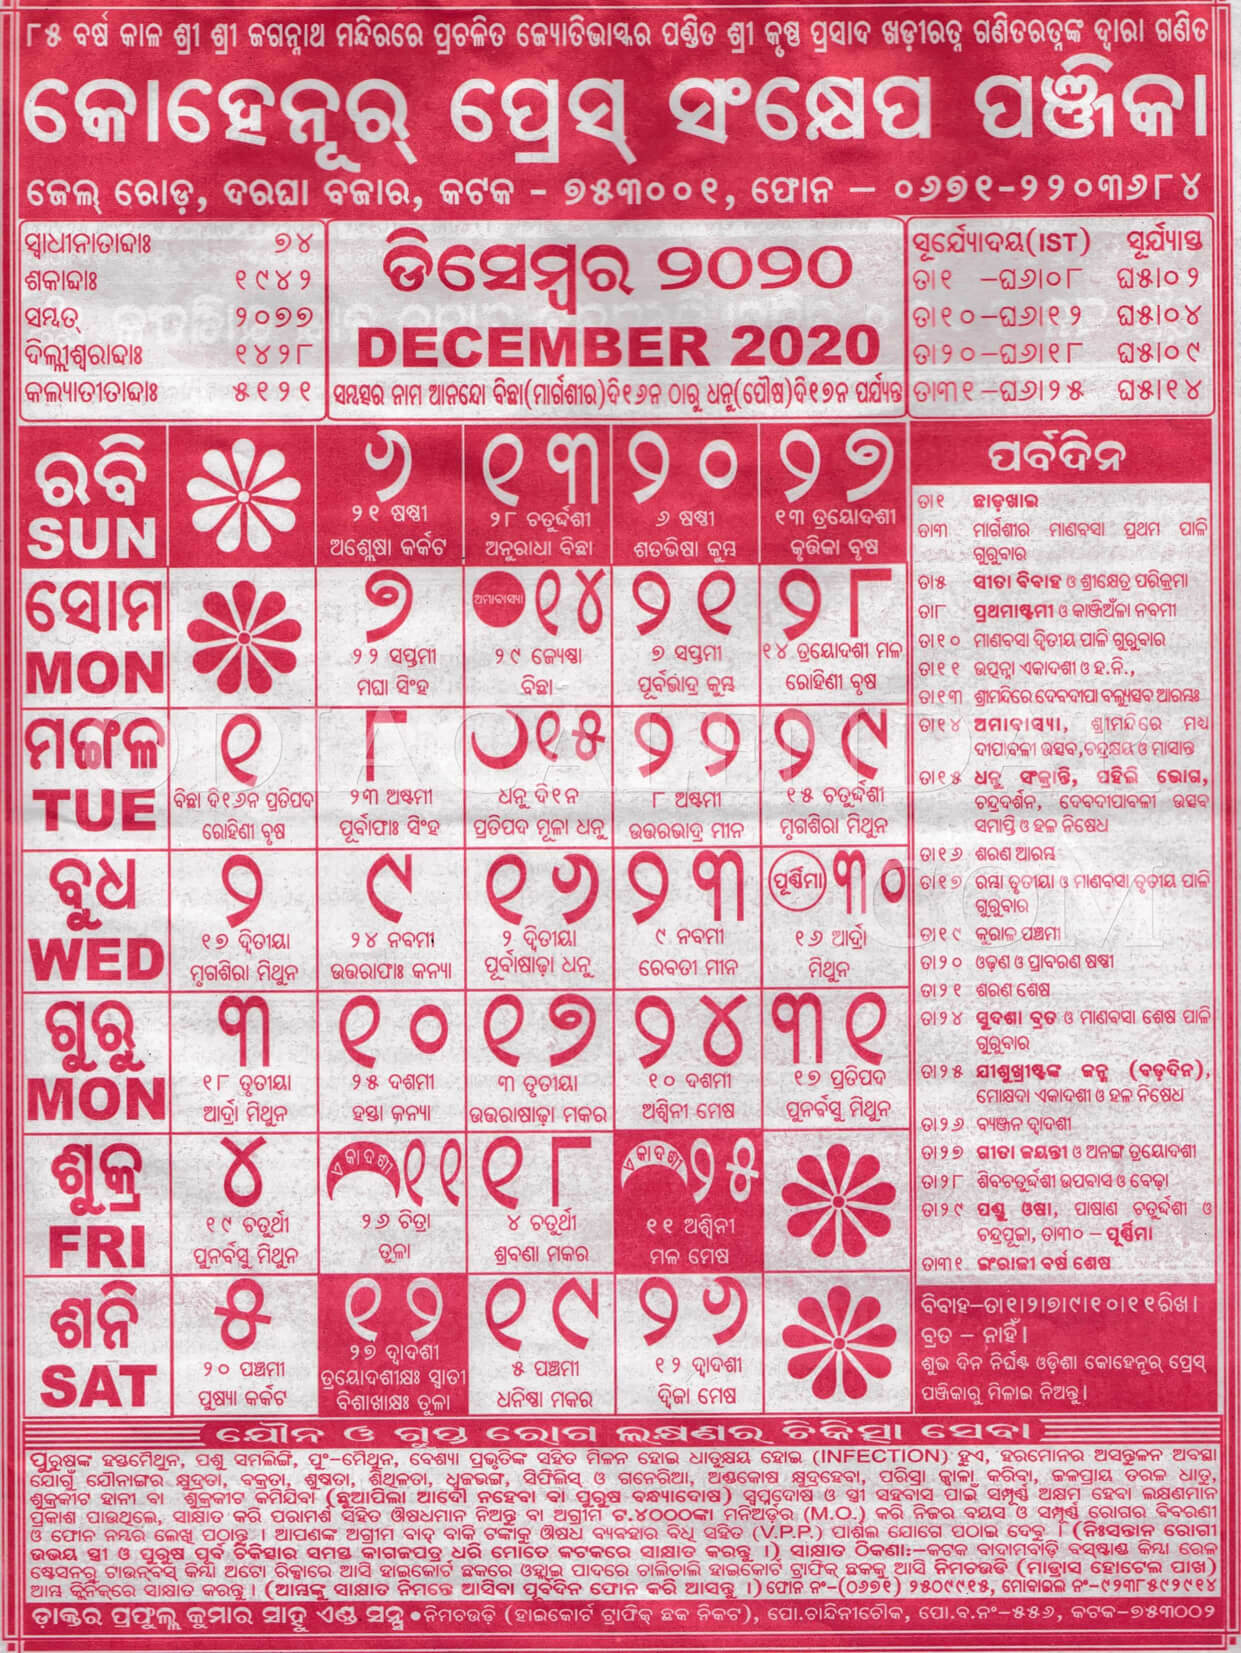 ୮୫ ବର୍ଷ କାଳ ଶ୍ରୀ ଶ୍ରୀ ଜଗନ୍ନାଥ ମନ୍ଦିରରେ ପ୍ରଚଳିତ ଜ୍ୟୋତିଭାସ୍କର ପଣ୍ଡିତ ଶ୍ରୀ କୃଷ୍ଣ ପ୍ରସାଦ ଖଡ଼ୀରତ୍ନ ଗଣିତରତ୍ନଙ୍କ ଦ୍ୱାରା ଗଣିତ
କୋହେନୂର୍ ପ୍ରେସ୍ ସଂକ୍ଷେପ ପଞ୍ଜିକା
ଜେଲ୍ ରୋଡ଼, ଦରଘା ବଜାର, କଟକ - ୭୫୩୦୦୧, ଫୋନ – ୦୬୭୧-୨୨୦୩୬୮୪
ସ୍ୱାଧୀନାତାବ୍ଦାଃ ୭୪
ଶକାବ୍ଦାଃ ୧୯୪୨
ସମ୍ଭତ୍ ୨୦୭୭
ଦିଲ୍ଲୀଶ୍ୱରାବ୍ଦାଃ ୧୪୨୮
କଲ୍ୟାତୀତାବ୍ଦାଃ ୫୧୨୧
ଡିସେମ୍ବର ୨୦୨୦
DECEMBER 2020
ସମ୍ଭତ୍ସର ନାମ ଆନନ୍ଦୋ ବିଛା(ମାର୍ଗଶୀର)ଦି୧୬ନ ଠାରୁ ଧନୁ(ପୌଷ)ଦି୧୭ନ ପର୍ଯ୍ୟନ୍ତ
ସୂର୍ଯ୍ୟୋଦୟ(IST) ସୂର୍ଯ୍ୟାସ୍ତ
ତା୧ –ଘ୬।୦୮ ଘ୫।୦୨
ତା୧୦–ଘ୬।୧୨ ଘ୫।୦୪
ତା୨୦–ଘ୬।୧୮ ଘ୫।୦୯
ତା୩୧–ଘ୬।୨୫ ଘ୫।୧୪
ରବି ୬ ୧୩ ୨୦ ୨୭
SUN
୨୧ ଷଷ୍ଠୀ ୨୮ ଚତୁର୍ଦ୍ଦଶୀ ୬ ଷଷ୍ଠୀ ୧୩ ତ୍ରୟୋଦଶୀ
ଅଶ୍ଳେଷା କର୍କଟ ଅନୁରାଧା ବିଛା ଶତଭିଷା କୁମ୍ଭ କୃତ୍ତିକା ବୃଷ
ସୋମ ୭ ଅମାବାସ୍ୟା ୧୪ ୨୧ ୨୮
MON
୨୨ ସପ୍ତମୀ ୨୯ ଜ୍ୟେଷ୍ଠା ୭ ସପ୍ତମୀ ୧୪ ତ୍ରୟୋଦଶୀ ମଳ
ମଘା ସିଂହ ବିଛା ପୂର୍ବଭାଦ୍ର କୁମ୍ଭ ରୋହିଣୀ ବୃଷ
ମଙ୍ଗଳ ୧ ୮ ୧୫ ୨୨ ୨୯
TUE
ବିଛା ଦି୧୬ନ ପ୍ରତିପଦ ୨୩ ଅଷ୍ଟମୀ ଧନୁ ଦି୧ନ ୮ ଅଷ୍ଟମୀ ୧୫ ଚତୁର୍ଦ୍ଦଶୀ
ରୋହିଣୀ ବୃଷ ପୂର୍ବାଫାଃ ସିଂହ ପ୍ରତିପଦ ମୂଳା ଧନୁ ଉତ୍ତରଭାଦ୍ର ମୀନ ମୃଗଶିରା ମିଥୁନ
ବୁଧ ୨ ୯ ୧୬ ୨୩ ପୂର୍ଣ୍ଣିମା ୩୦
WED
୧୭ ଦ୍ୱିତୀୟା ୨୪ ନବମୀ ୨ ଦ୍ୱିତୀୟା ୯ ନବମୀ ୧୬ ଆର୍ଦ୍ରା
ମୃଗଶିରା ମିଥୁନ ଉତ୍ତରାଫାଃ କନ୍ୟା ପୂର୍ବାଷାଢ଼ା ଧନୁ ରେବତୀ ମୀନ ମିଥୁନ
ଗୁରୁ ୩ ୧୦ ୧୭ ୨୪ ୩୧
MON
୧୮ ତୃତୀୟା ୨୫ ଦଶମୀ ୩ ତୃତୀୟା ୧୦ ଦଶମୀ ୧୭ ପ୍ରତିପଦ
ଆର୍ଦ୍ରା ମିଥୁନ ହସ୍ତା କନ୍ୟା ଉତ୍ତରାଷାଢ଼ା ମକର ଅଶ୍ୱିନୀ ମେଷ ପୁନର୍ବସୁ ମିଥୁନ
ଶୁକ୍ର ୪ ଏକାଦଶୀ ୧୧ ୧୮ ଏକାଦଶୀ ୨୫
FRI
୧୯ ଚତୁର୍ଥୀ ୨୬ ଚିତ୍ରା ୪ ଚତୁର୍ଥୀ ୧୧ ଅଶ୍ୱିନୀ
ପୁନର୍ବସୁ ମିଥୁନ ତୁଳା ଶ୍ରବଣା ମକର ମଳ ମେଷ
ଶନି ୫ ୧୨ ୧୯ ୨୬
SAT
୨୦ ପଞ୍ଚମୀ ୨୭ ଦ୍ୱାଦଶୀ ୫ ପଞ୍ଚମୀ ୧୨ ଦ୍ୱାଦଶୀ
ପୁଷ୍ୟା କର୍କଟ ତ୍ରୟୋଦଶୀକ୍ଷଃ ସ୍ୱାତୀ ଧନିଷ୍ଠା ମକର ଦ୍ୱିଜା ମେଷ
ବିଶାଖାକ୍ଷଃ ତୁଳା
ପର୍ବଦିନ
ତା୧ ଛାଡ଼ଖାଇ
ତା୩ ମାର୍ଗଶୀର ମାଣବସା ପ୍ରଥମ ପାଳି
ଗୁରୁବାର
ତା୫ ସୀତା ବିବାହ ଓ ଶ୍ରୀକ୍ଷେତ୍ର ପରିକ୍ରମା
ତା୮ ପ୍ରଥମାଷ୍ଟମୀ ଓ କାଞ୍ଜିଅଁଳା ନବମୀ
ତା୧୦ ମାଣବସା ଦ୍ୱିତୀୟ ପାଳି ଗୁରୁବାର
ତା୧୧ ଉତ୍ପନ୍ନା ଏକାଦଶୀ ଓ ହ.ନି.,
ତା୧୩ ଶ୍ରୀମନ୍ଦିରେ ଦେବଦୀପା ବଲ୍ୟୁତ୍ସବ ଆରମ୍ଭଃ
ତା୧୪ ଅମାବାସ୍ୟା, ଶ୍ରୀମନ୍ଦିରେ ମଧ୍ୟ
ଦୀପାବଳୀ ଉତ୍ସବ,ଚନ୍ଦ୍ରକ୍ଷୟ ଓ ମାସାନ୍ତ
ତା୧୫ ଧନୁ ସଂକ୍ରାନ୍ତି, ପହିଲି ଭୋଗ,
ଚନ୍ଦ୍ରଦର୍ଶନ, ଦେବଦୀପାବଳୀ ଉତ୍ସବ
ସମାପ୍ତି ଓ ହଳ ନିଷେଧ
ତା୧୬ ଶରଣ ଆରମ୍ଭ
ତା୧୭ ରମ୍ଭା ତୃତୀୟା ଓ ମାଣବସା ତୃତୀୟ ପାଳି
ଗୁରୁବାର
ତା୧୯ କୁରାଳ ପଞ୍ଚମୀ
ତା୨୦ ଓଢ଼ଣ ଓ ପ୍ରାବରଣ ଷଷ୍ଠୀ
ତା୨୧ ଶରଣ ଶେଷ
ତା୨୪ ସୁଦଶା ବ୍ରତ ଓ ମାଣବସା ଶେଷ ପାଳି
ଗୁରୁବାର
ତା୨୫ ଯୀଶୁଖ୍ରୀଷ୍ଟଙ୍କ ଜନ୍ମ (ବଡ଼ଦିନ),
ମୋକ୍ଷଦା ଏକାଦଶୀ ଓ ହଳ ନିଷେଧ
ତା୨୬ ବ୍ୟଞ୍ଜନ ଦ୍ୱାଦଶୀ
ତା୨୭ ଗୀତା ଜୟନ୍ତୀ ଓ ଅନଙ୍ଗ ତ୍ରୟୋଦଶୀ
ତା୨୮ ଶିବଚତୁର୍ଦ୍ଦଶୀ ଉପବାସ ଓ ବେଢ଼ା
ତା୨୯ ପଣ୍ଡୁ ଓଷା, ପାଷାଣ ଚତୁର୍ଦ୍ଦଶୀ ଓ
ଚନ୍ଦ୍ରପୂଜା, ତା୩୦ – ପୂର୍ଣ୍ଣିମା
ତା୩୧ ଇଂରାଜୀ ବର୍ଷ ଶେଷ
ବିବାହ–ତା୧।୨।୭।୯।୧୦।୧୧ରିଖ।
ବ୍ରତ – ନାହିଁ।
ଶୁଭ ଦିନ ନିର୍ଘଣ୍ଟ ଓଡ଼ିଶା କୋହେନୂର୍ ପ୍ରେସ୍
ପଞ୍ଜିକାରୁ ମିଳାଇ ନିଅନ୍ତୁ।
ଯୌନ ଓ ଗୁପ୍ତ ରୋଗ ଲକ୍ଷଣର ଚିକିତ୍ସା ସେବା
ପୁରୁଷଙ୍କ ହସ୍ତମୈଥୁନ, ପଶୁ ସମଲିଙ୍ଗି, ପୁଂ-ମୈଥୁନ, ବେଶ୍ୟା ପ୍ରଭୃତିଙ୍କ ସହିତ ମିଳନ ହୋଇ ଧାତୁକ୍ଷୟ ହୋଇ (INFECTION) ହୁଏ, ହରମୋନର ଅସନ୍ତୁଳନ ଅବସ୍ଥା
ଯୋଗୁଁ ଯୌନାଙ୍ଗର କ୍ଷୁଦ୍ରତା, ବକ୍ରତା, ଶୁଷ୍କତା, ଶିଥିଳତା, ଧ୍ୱଜଭଙ୍ଗ, ସିଫିଲିସ୍ ଓ ଗନେରିଆ, ଅଣ୍ଡକୋଷ କ୍ଷୁଦ୍ରହେବା, ପରିସ୍ରା ଜ୍ୱାଳା କରିବା, ଜଳପ୍ରାୟ ତରଳ ଧାତୁ,
ଶୁକ୍ରକୀଟ ହାନୀ ବା ଶୁକ୍ରକୀଟ କମିଯିବା (ଛୁଆପିଲା ଆଦୌ ନହେବା ବା ପୁରୁଷ ବନ୍ଧ୍ୟାଦୋଷ) ସ୍ୱପ୍ନଦୋଷ ଓ ସ୍ତ୍ରୀ ସହବାସ ପାଇଁ ସମ୍ପୂର୍ଣ୍ଣ ଅକ୍ଷମ ହେବା ଲକ୍ଷଣମାନ
ପ୍ରକାଶ ପାଉଥିଲେ, ସାକ୍ଷାତ କରି ପରାମର୍ଶ ସହିତ ଔଷଧମାନ ନିଅନ୍ତୁ ବା ଅଗ୍ରୀମ ଟ.୪୦୦୦ଙ୍କା ମନିଅର୍ଡ଼ର (M.O.) କରି ନିଜର ବୟସ ଓ ସମ୍ପୂର୍ଣ୍ଣ ରୋଗର ବିବରଣୀ
ଓ ଫୋନ ନମ୍ବର ଲେଖି ପଠାନ୍ତୁ । ଆପଣଙ୍କ ଅଗ୍ରୀମ ବାଦ୍ ବାକି ଟଙ୍କାକୁ ଔଷଧ ବ୍ୟବହାର ବିଧି ସହିତ (V.P.P.) ପାର୍ଶଲ ଯୋଗେ ପଠାଇ ଦେବୁ । (ନିଃସନ୍ତାନ ରୋଗୀ
ଉଭୟ ସ୍ତ୍ରୀ ଓ ପୁରୁଷ ପୂର୍ବ ଚିକିତ୍ସାର ସମସ୍ତ କାଗଜପତ୍ର ଧରି ମୋତେ କଟକରେ ସାକ୍ଷାତ କରନ୍ତୁ ।) ସାକ୍ଷାତ ଠିକଣା:-କଟକ ବାଦାମବାଡ଼ି ବସଷ୍ଟାଣ୍ଡ କିମ୍ବା ରେଳ
ଷ୍ଟେସନରୁ ଟାଉନବସ୍ କିମ୍ବା ଅଟୋ ରିକ୍ସାରେ ଆସି ହାଇକୋର୍ଟ ଛକରେ ଓହ୍ଲାଇ ପାଦରେ ଚାଲିଚାଲି ହାଇକୋର୍ଟ ଟ୍ରାଫିକ୍ ଛକକୁ ଆସି ନିମଚଉଡି (ମାଡ୍ରାସ୍ ହୋଟେଲ ପାଖ)
ଆମ୍ଭ କ୍ଲିନିକ୍‌ରେ ସାକ୍ଷାତ କରନ୍ତୁ । (ଆମ୍ଭଙ୍କୁ ସାକ୍ଷାତ ନିମନ୍ତେ ଆସିବା ପୂର୍ବଦିନ ଫୋନ କରି ଆସନ୍ତୁ ।) ଫୋନ ନଂ-(୦୬୭୧) ୨୫୦୯୯୧୫, ମୋବାଇଲ ନଂ-୯୨୩୮୫୯୨୯୧୪
ଡ଼ାକ୍ତର ପ୍ରଫୁଲ୍ଲ କୁମାର ସାହୁ ଏଣ୍ଡ ସନ୍ସ •ନିମଚଉଡ଼ି (ହାଇକୋର୍ଟ ଟ୍ରାଫିକ୍ ଛକ ନିକଟ), ପୋ.ଚାନ୍ଦିନୀଚୌକ, ପୋ.ବ.ନଂ-୫୫୬, କଟକ-୭୫୩୦୦୨